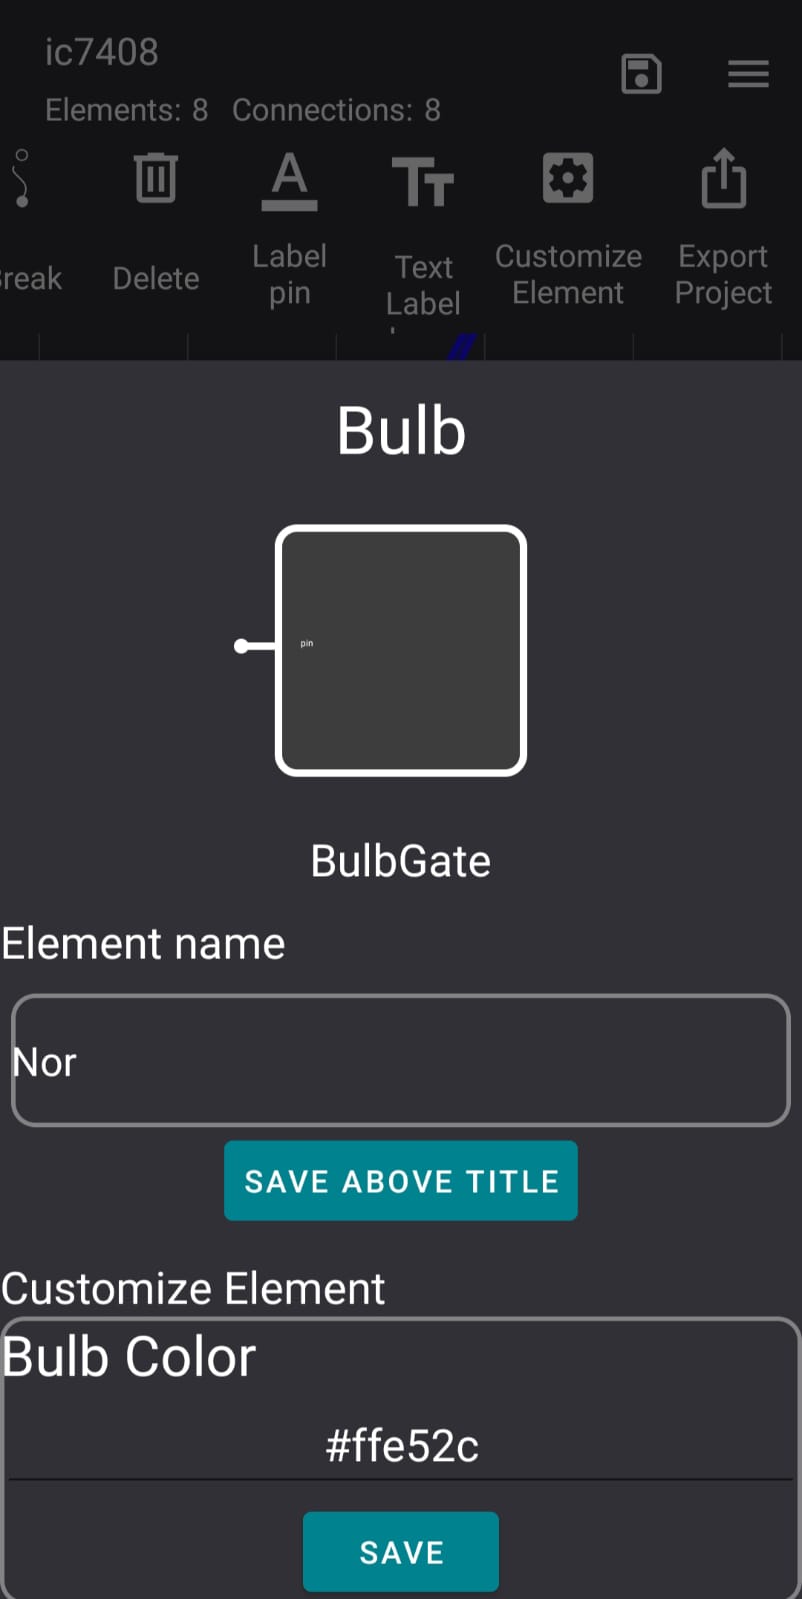 ic7408
Elements: 8 Connections: 8
reak
Delete
Label
pin
Text
Label
Customize
Element
Export
Project
Bulb
pin
BulbGate
Element name
Nor
SAVE ABOVE TITLE
Customize Element
Bulb Color
#ffe52c
SAVE